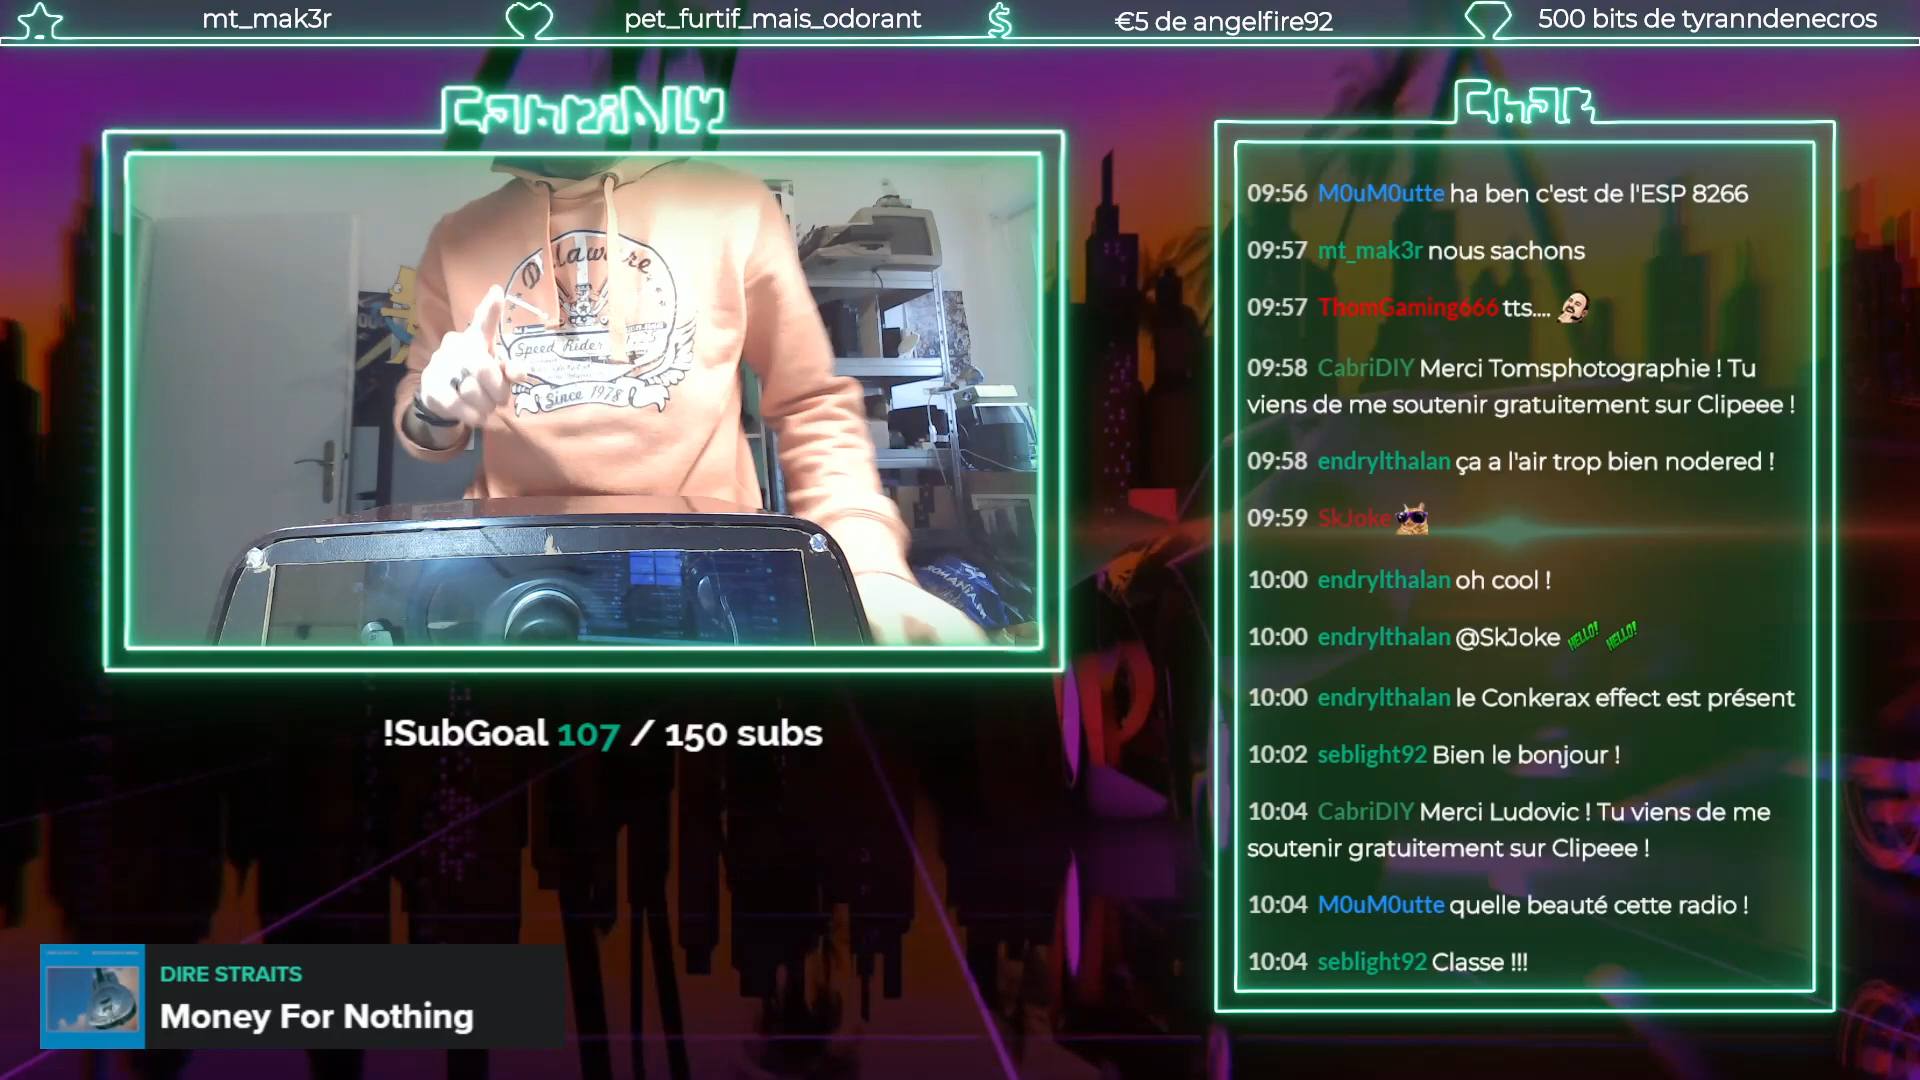 mt_mak3r
pet_furtif_mais_odorant
€5 de angelfire92
500 bits de tyranndenecros
CabriDIY
Chat
Delaware
Speed Rider
Since 1978
ROMANIA
!SubGoal 107 / 150 subs
DIRE STRAITS
Money For Nothing
09:56 M0uM0utte ha ben c'est de l'ESP 8266
09:57 mt_mak3r nous sachons
09:57 ThomGaming666 tts....
09:58 CabriDIY Merci Tomsphotographie ! Tu
viens de me soutenir gratuitement sur Clipeee !
09:58 endrylthalan ça a l'air trop bien nodered !
09:59 SkJoke
10:00 endrylthalan oh cool !
10:00 endrylthalan @SkJoke HELLO! HELLO!
10:00 endrylthalan le Conkerax effect est présent
10:02 seblight92 Bien le bonjour !
10:04 CabriDIY Merci Ludovic ! Tu viens de me
soutenir gratuitement sur Clipeee !
10:04 M0uM0utte quelle beauté cette radio !
10:04 seblight92 Classe !!!